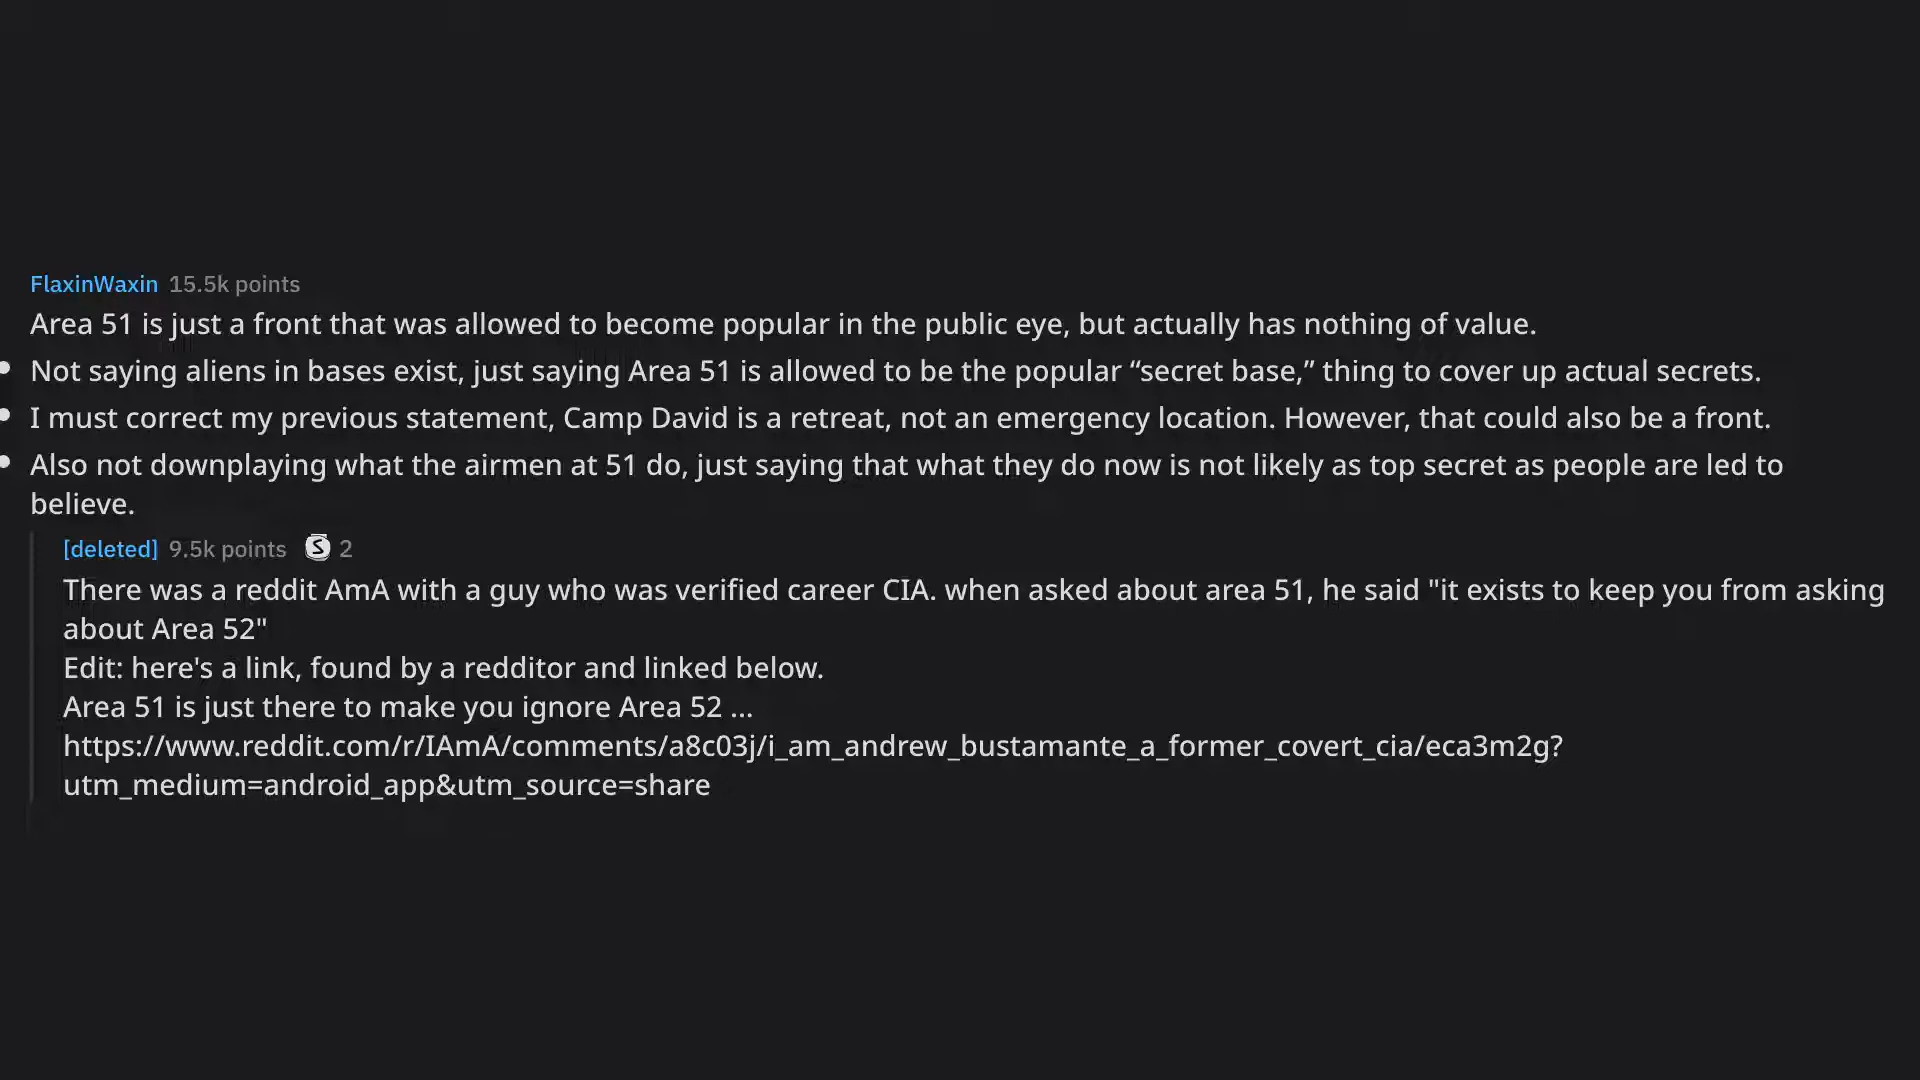 FlaxinWaxin 15.5k points
Area 51 is just a front that was allowed to become popular in the public eye, but actually has nothing of value.
Not saying aliens in bases exist, just saying Area 51 is allowed to be the popular “secret base,” thing to cover up actual secrets.
I must correct my previous statement, Camp David is a retreat, not an emergency location. However, that could also be a front.
Also not downplaying what the airmen at 51 do, just saying that what they do now is not likely as top secret as people are led to
believe.
[deleted] 9.5k points S 2
There was a reddit AmA with a guy who was verified career CIA. when asked about area 51, he said "it exists to keep you from asking
about Area 52"
Edit: here's a link, found by a redditor and linked below.
Area 51 is just there to make you ignore Area 52 ...
https://www.reddit.com/r/IAmA/comments/a8c03j/i_am_andrew_bustamante_a_former_covert_cia/eca3m2g?
utm_medium=android_app&utm_source=share